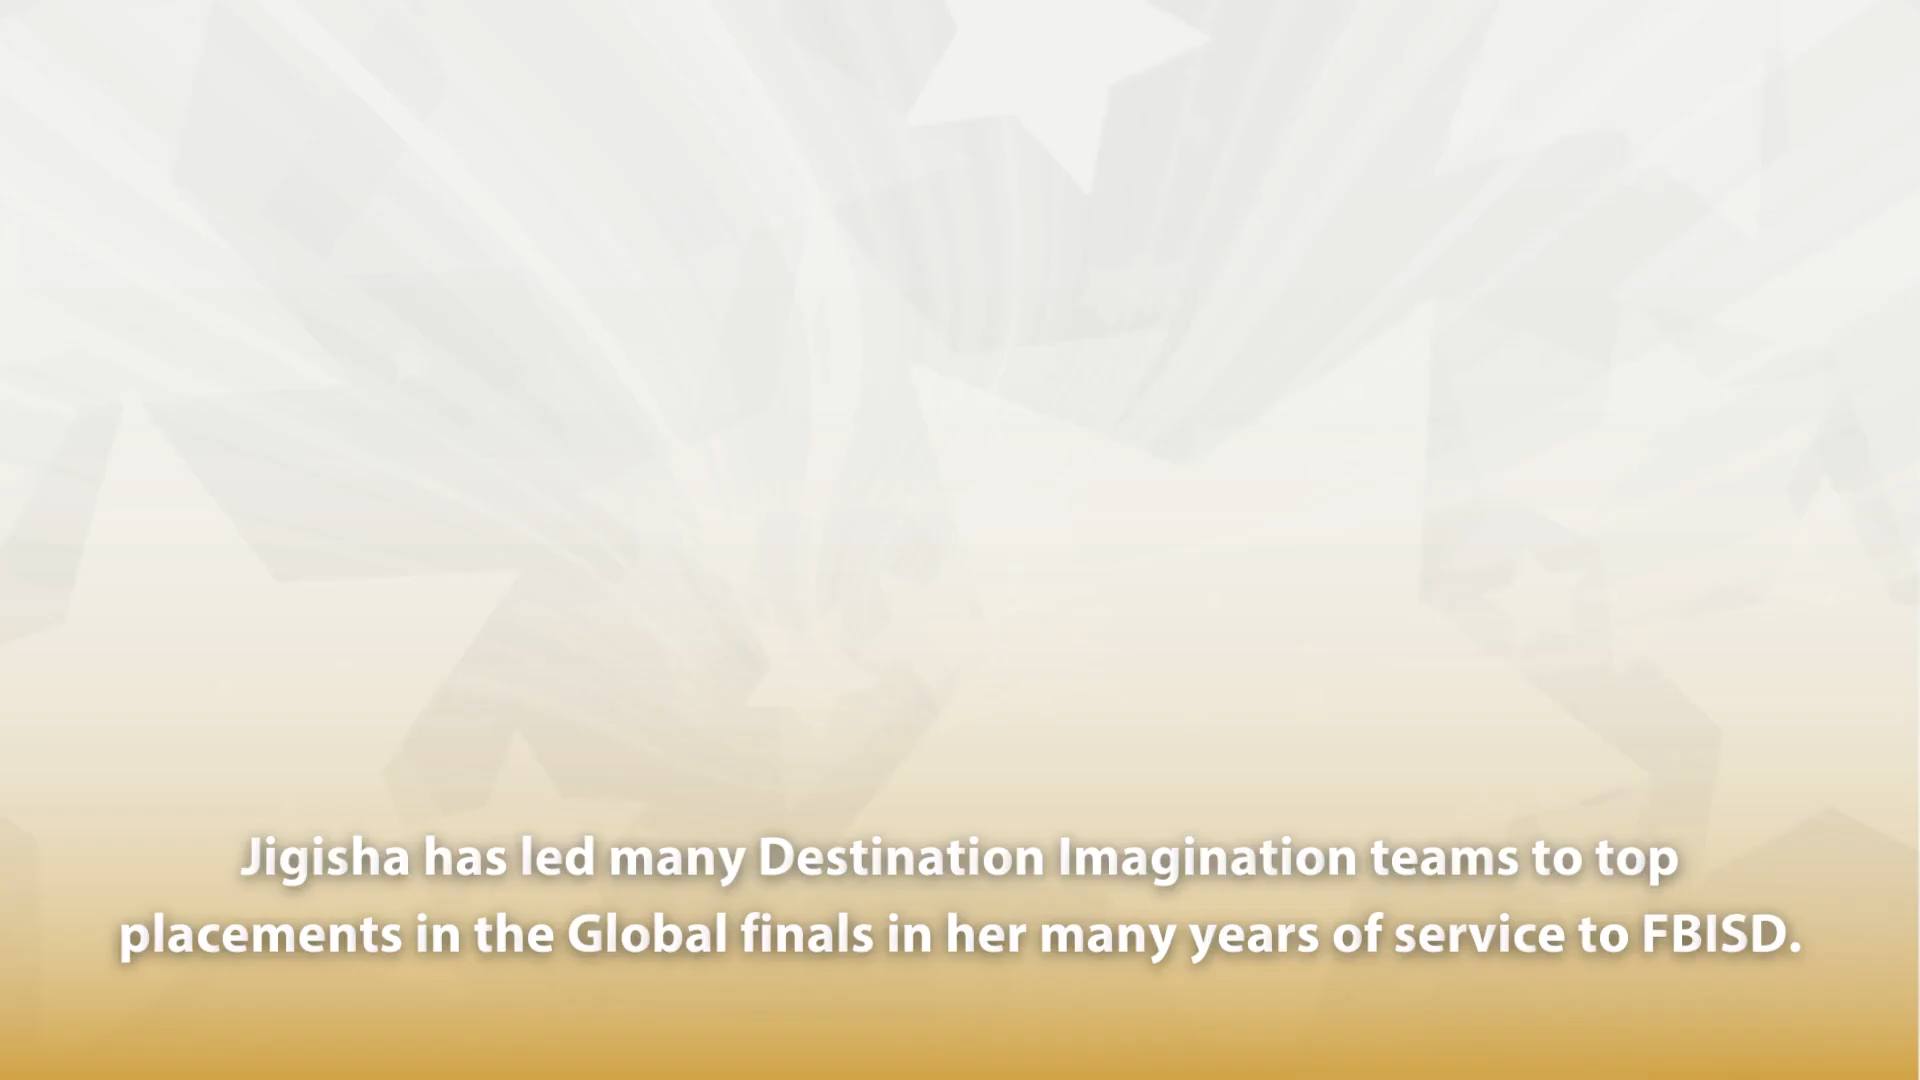 Jigisha has led many Destination Imagination teams to top
placements in the Global finals in her many years of service to FBISD.